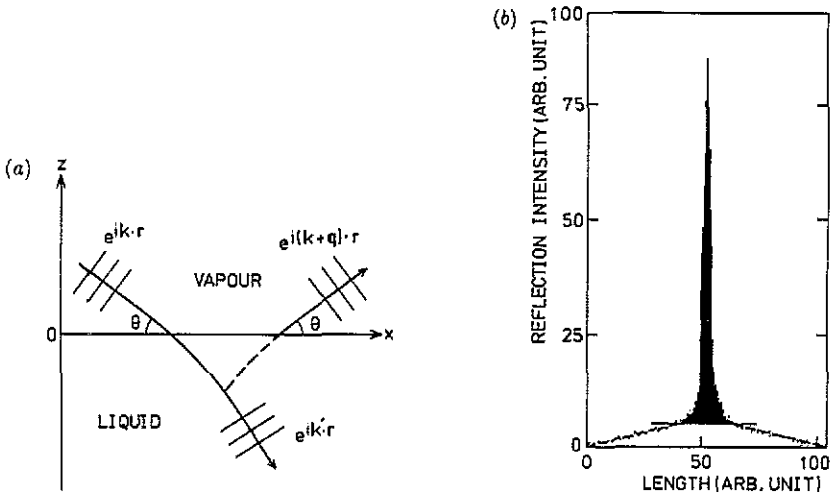 (a)
z
e^{ik·r}
e^{i(k+q)·r}
VAPOUR
θ
θ
0
x
LIQUID
e^{ik'·r}
(b)
REFLECTION INTENSITY (ARB. UNIT)
100
75
50
25
0
0
50
100
LENGTH (ARB. UNIT)